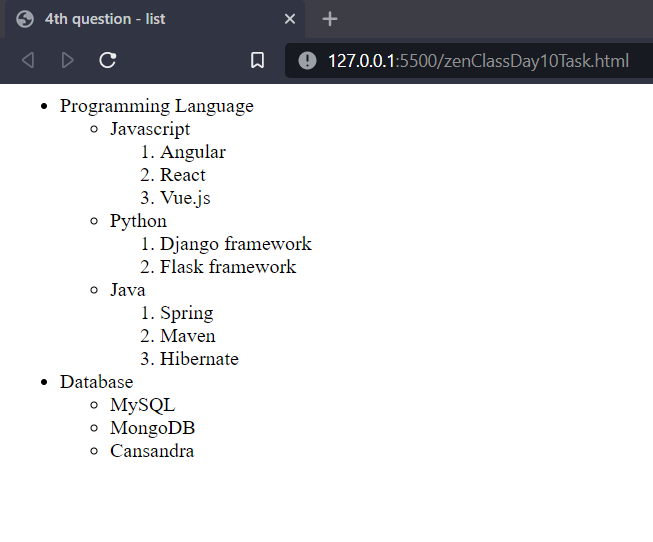 4th question - list
127.0.0.1:5500/zenClassDay10Task.html
• Programming Language
◦ Javascript
1. Angular
2. React
3. Vue.js
◦ Python
1. Django framework
2. Flask framework
◦ Java
1. Spring
2. Maven
3. Hibernate
• Database
◦ MySQL
◦ MongoDB
◦ Cansandra